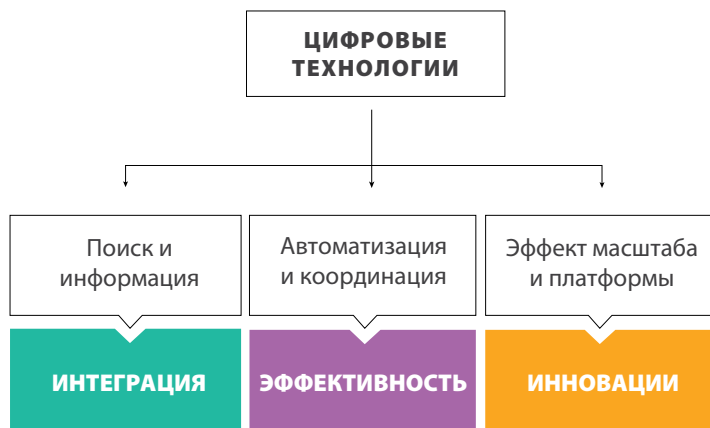 ЦИФРОВЫЕ
ТЕХНОЛОГИИ
Поиск и
информация
Автоматизация
и координация
Эффект масштаба
и платформы
ИНТЕГРАЦИЯ
ЭФФЕКТИВНОСТЬ
ИННОВАЦИИ